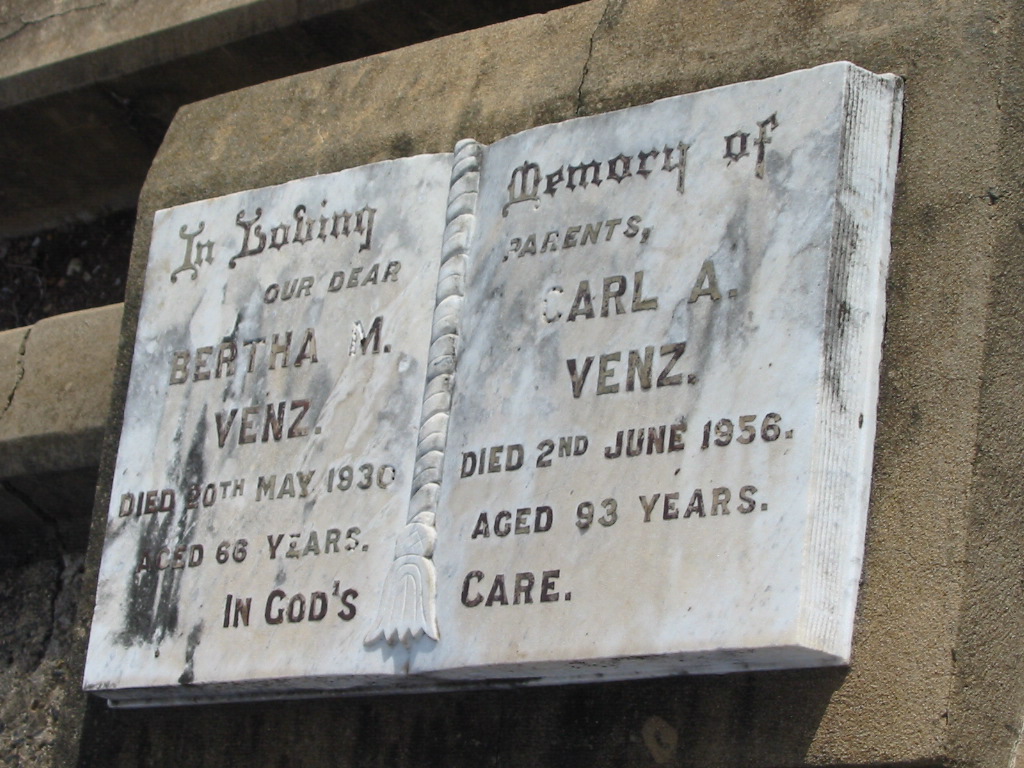 In Loving
OUR DEAR
BERTHA M.
VENZ.
DIED 20TH MAY 1930
AGED 66 YEARS.
IN GOD'S
Memory of
PARENTS,
CARL A.
VENZ.
DIED 2ND JUNE 1956.
AGED 93 YEARS.
CARE.